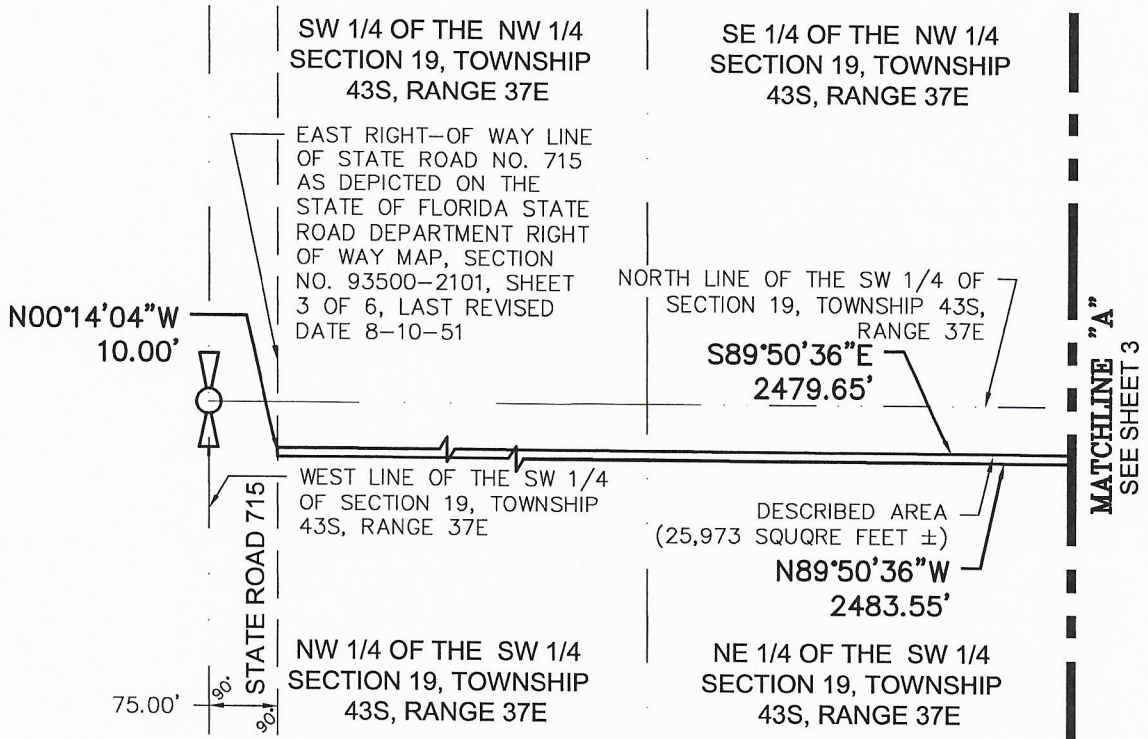 SW 1/4 OF THE NW 1/4
SECTION 19, TOWNSHIP
43S, RANGE 37E
SE 1/4 OF THE NW 1/4
SECTION 19, TOWNSHIP
43S, RANGE 37E
EAST RIGHT-OF WAY LINE
OF STATE ROAD NO. 715
AS DEPICTED ON THE
STATE OF FLORIDA STATE
ROAD DEPARTMENT RIGHT
OF WAY MAP, SECTION
NO. 93500-2101, SHEET
3 OF 6, LAST REVISED
DATE 8-10-51
NORTH LINE OF THE SW 1/4 OF
SECTION 19, TOWNSHIP 43S,
RANGE 37E
N00°14'04"W
10.00'
S89°50'36"E
2479.65'
MATCHLINE "A"
SEE SHEET 3
WEST LINE OF THE SW 1/4
OF SECTION 19, TOWNSHIP
43S, RANGE 37E
DESCRIBED AREA
(25,973 SQUQRE FEET ±)
N89°50'36"W
2483.55'
STATE ROAD 715
NW 1/4 OF THE SW 1/4
SECTION 19, TOWNSHIP
43S, RANGE 37E
NE 1/4 OF THE SW 1/4
SECTION 19, TOWNSHIP
43S, RANGE 37E
75.00'
90°
90°